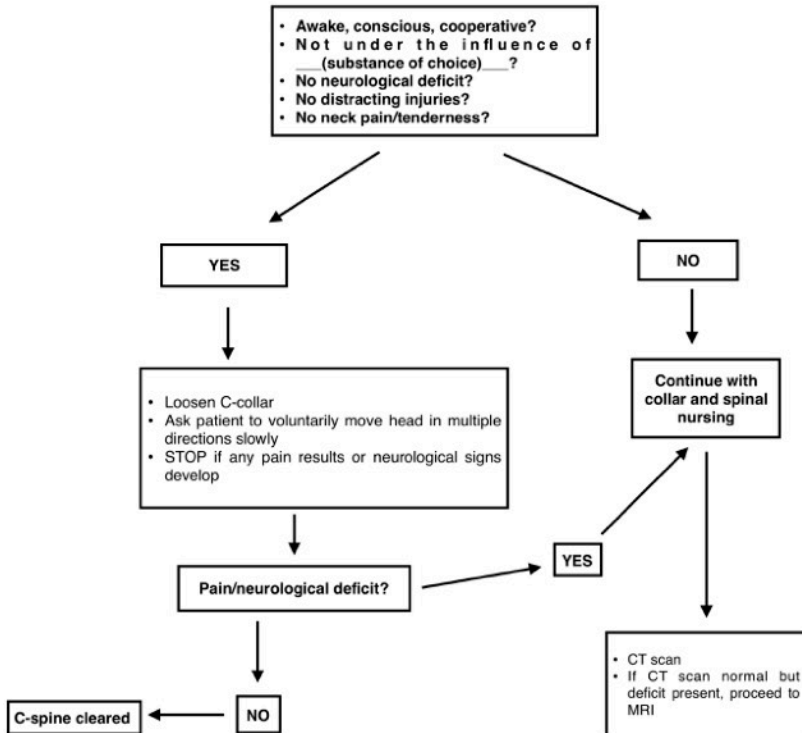 • Awake, conscious, cooperative?
• Not under the influence of
___(substance of choice)___?
• No neurological deficit?
• No distracting injuries?
• No neck pain/tenderness?
YES
NO
• Loosen C-collar
• Ask patient to voluntarily move head in multiple
directions slowly
• STOP if any pain results or neurological signs
develop
Continue with
collar and spinal
nursing
Pain/neurological deficit?
YES
• CT scan
• If CT scan normal but
deficit present, proceed to
MRI
C-spine cleared
NO